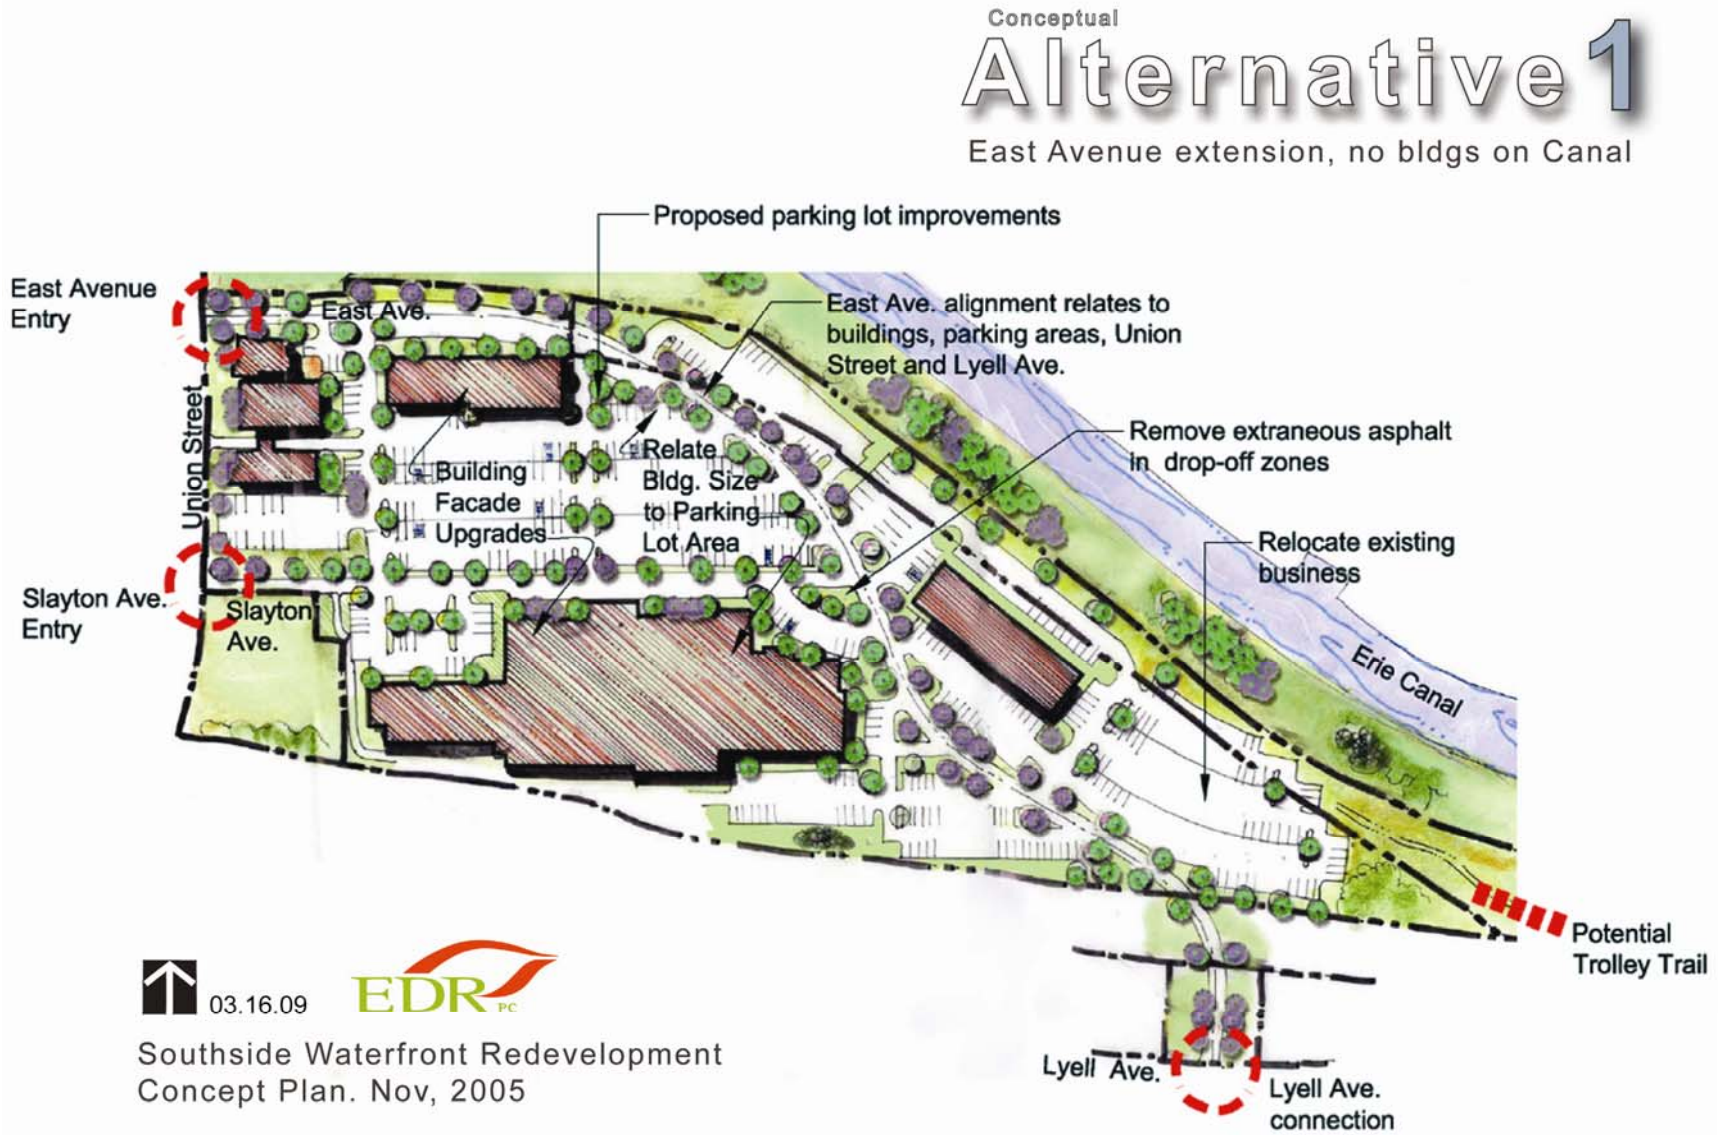 Conceptual
Alternative 1
East Avenue extension, no bldgs on Canal
Proposed parking lot improvements
East Avenue
Entry
East Ave.
East Ave. alignment relates to
buildings, parking areas, Union
Street and Lyell Ave.
Union Street
Remove extraneous asphalt
in drop-off zones
Building
Facade
Upgrades
Relate
Bldg. Size
to Parking
Lot Area
Relocate existing
business
Slayton Ave.
Entry
Slayton
Ave.
Erie Canal
Potential
Trolley Trail
03.16.09
EDR PC
Southside Waterfront Redevelopment
Concept Plan. Nov, 2005
Lyell Ave.
Lyell Ave.
connection